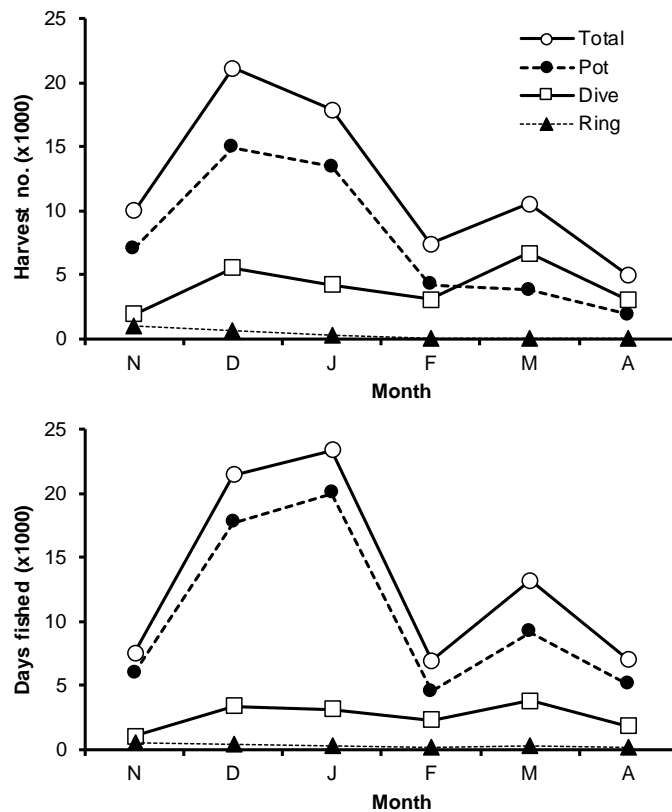 25
20
15
10
5
0
Harvest no. (x1000)
Total
Pot
Dive
Ring
N D J F M A
Month
25
20
15
10
5
0
Days fished (x1000)
N D J F M A
Month